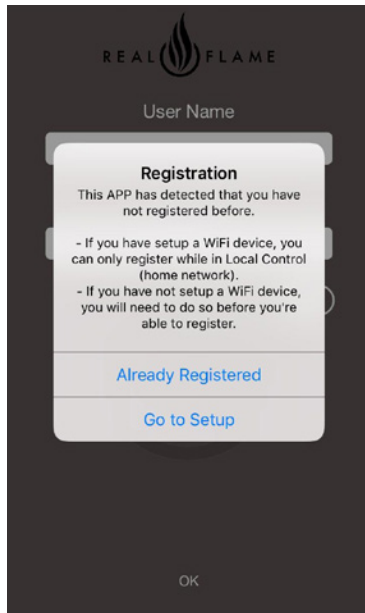 REAL FLAME
User Name
Registration
This APP has detected that you have
not registered before.
- If you have setup a WiFi device, you
can only register while in Local Control
(home network).
- If you have not setup a WiFi device,
you will need to do so before you're
able to register.
Already Registered
Go to Setup
OK